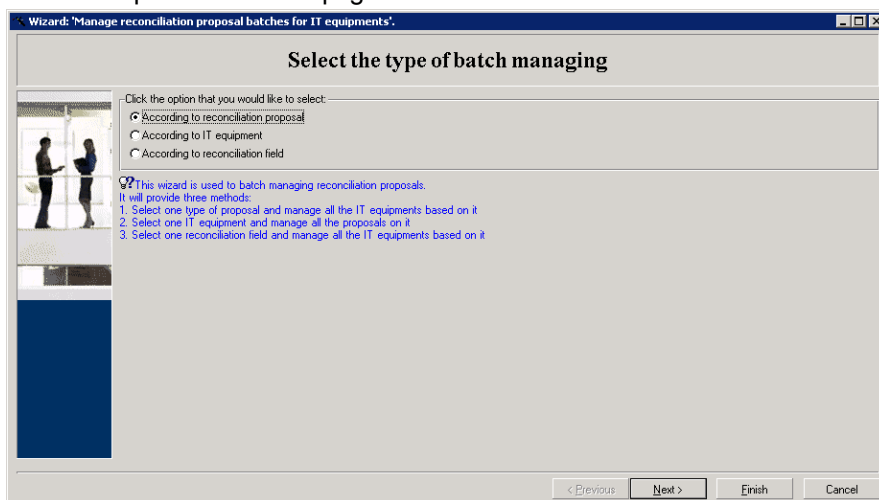 Wizard: 'Manage reconciliation proposal batches for IT equipments'.
Select the type of batch managing
Click the option that you would like to select:
According to reconciliation proposal
According to IT equipment
According to reconciliation field
This wizard is used to batch managing reconciliation proposals.
It will provide three methods:
1. Select one type of proposal and manage all the IT equipments based on it
2. Select one IT equipment and manage all the proposals on it
3. Select one reconciliation field and manage all the IT equipments based on it
< Previous Next > Finish Cancel